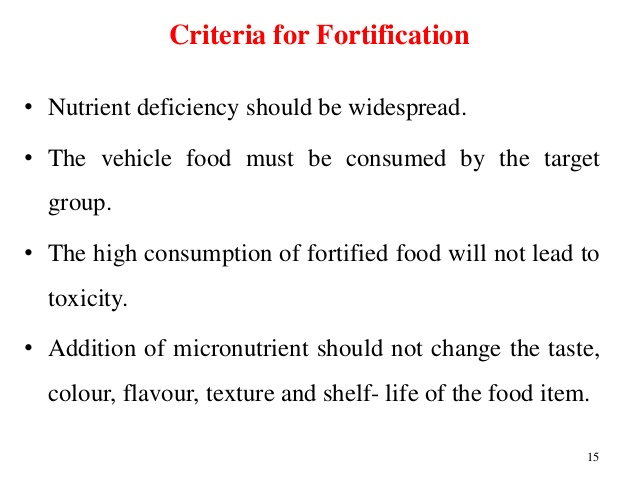 Criteria for Fortification
• Nutrient deficiency should be widespread.
• The vehicle food must be consumed by the target
group.
• The high consumption of fortified food will not lead to
toxicity.
• Addition of micronutrient should not change the taste,
colour, flavour, texture and shelf- life of the food item.
15